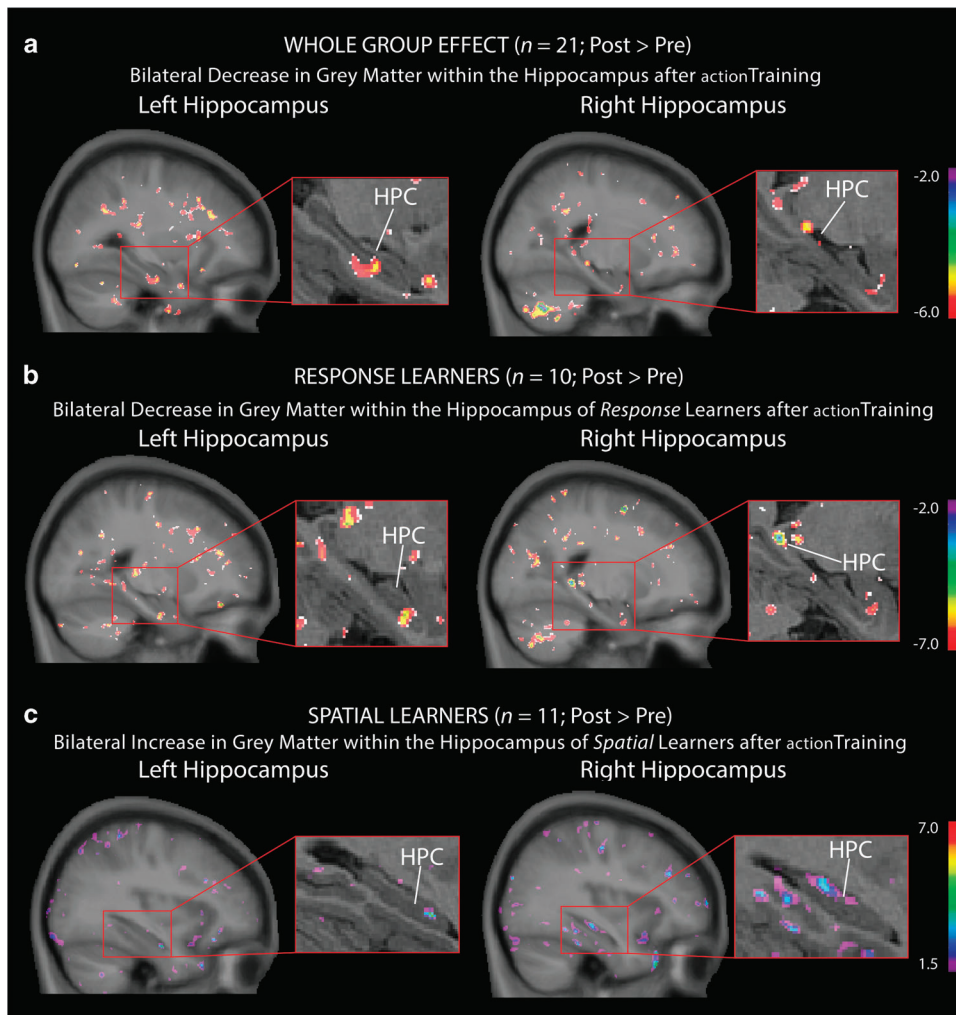 a
WHOLE GROUP EFFECT (n = 21; Post > Pre)
Bilateral Decrease in Grey Matter within the Hippocampus after actionTraining
Left Hippocampus
Right Hippocampus
HPC
HPC
-2.0
-6.0
b
RESPONSE LEARNERS (n = 10; Post > Pre)
Bilateral Decrease in Grey Matter within the Hippocampus of Response Learners after actionTraining
Left Hippocampus
Right Hippocampus
HPC
HPC
-2.0
-7.0
c
SPATIAL LEARNERS (n = 11; Post > Pre)
Bilateral Increase in Grey Matter within the Hippocampus of Spatial Learners after actionTraining
Left Hippocampus
Right Hippocampus
HPC
HPC
7.0
1.5